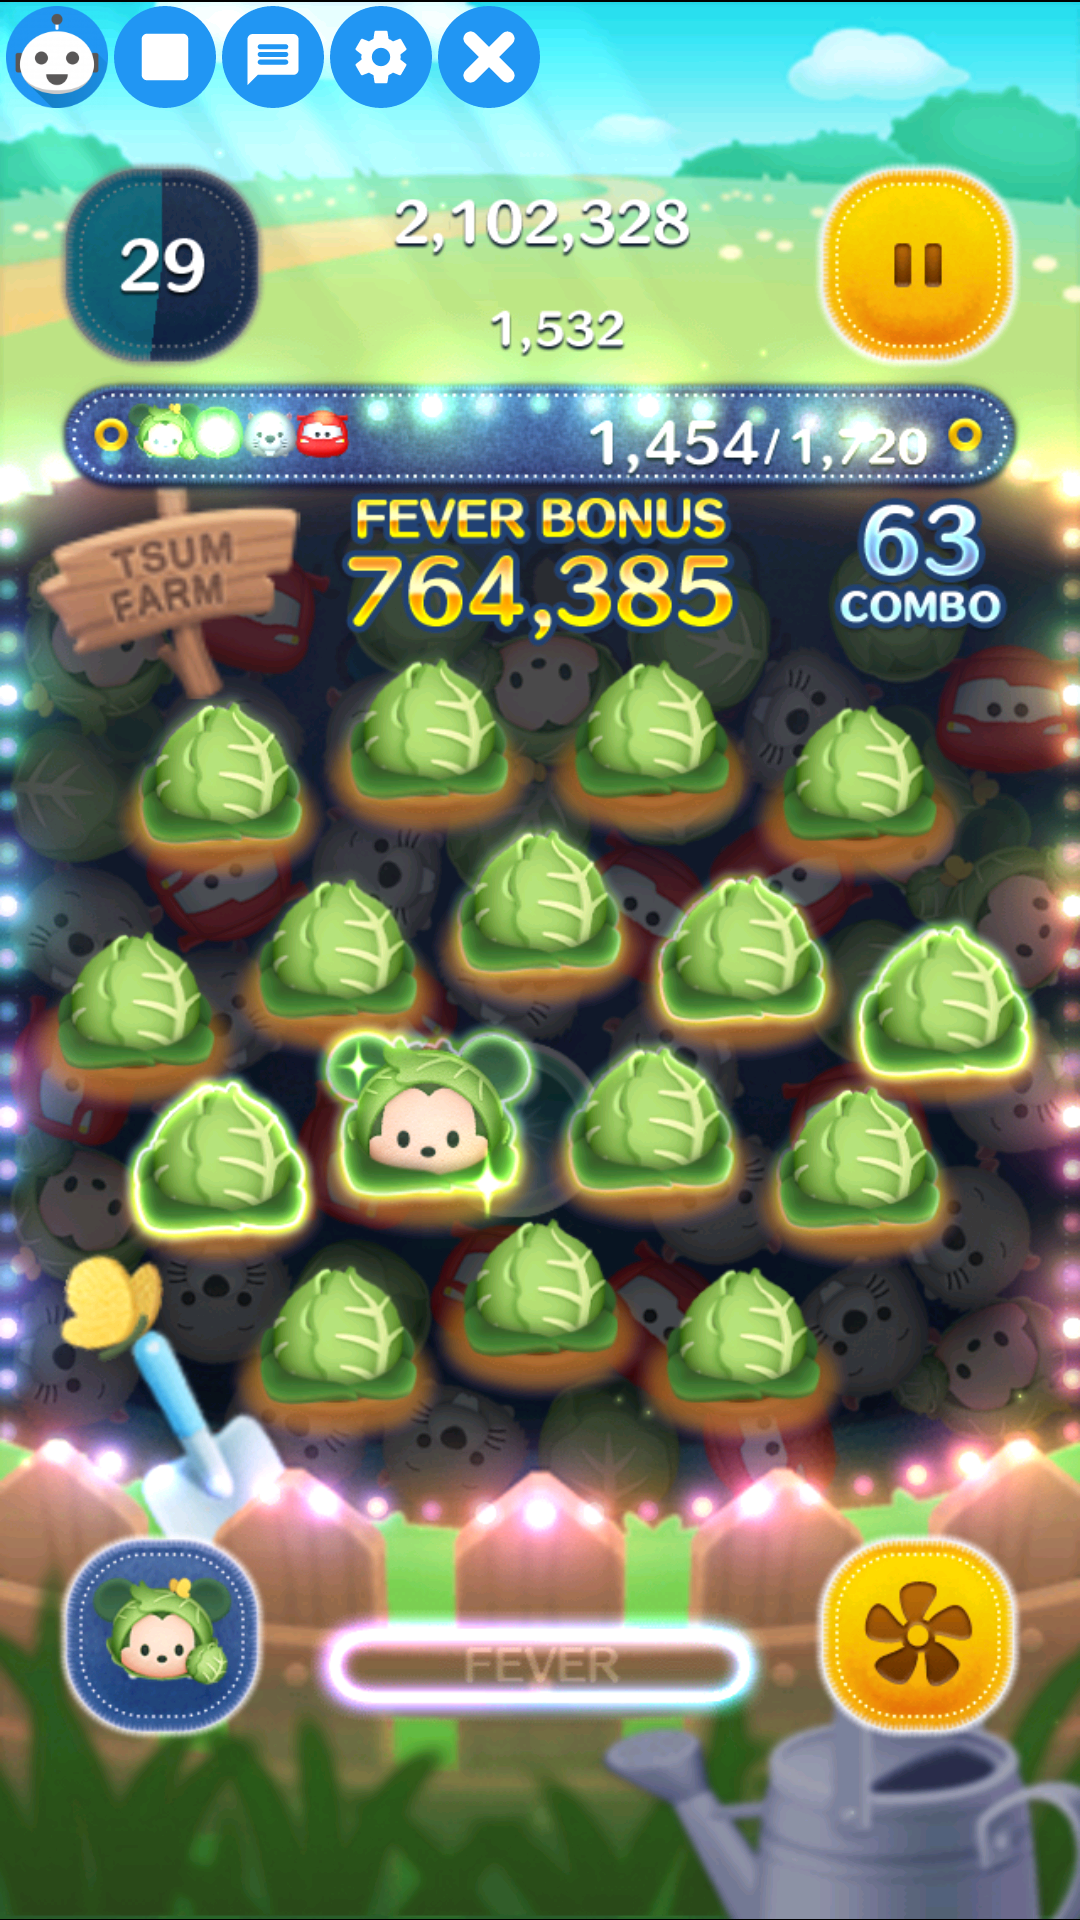 29
2,102,328
1,532
1,454/1,720
TSUM
FARM
FEVER BONUS
764,385
63
COMBO
FEVER